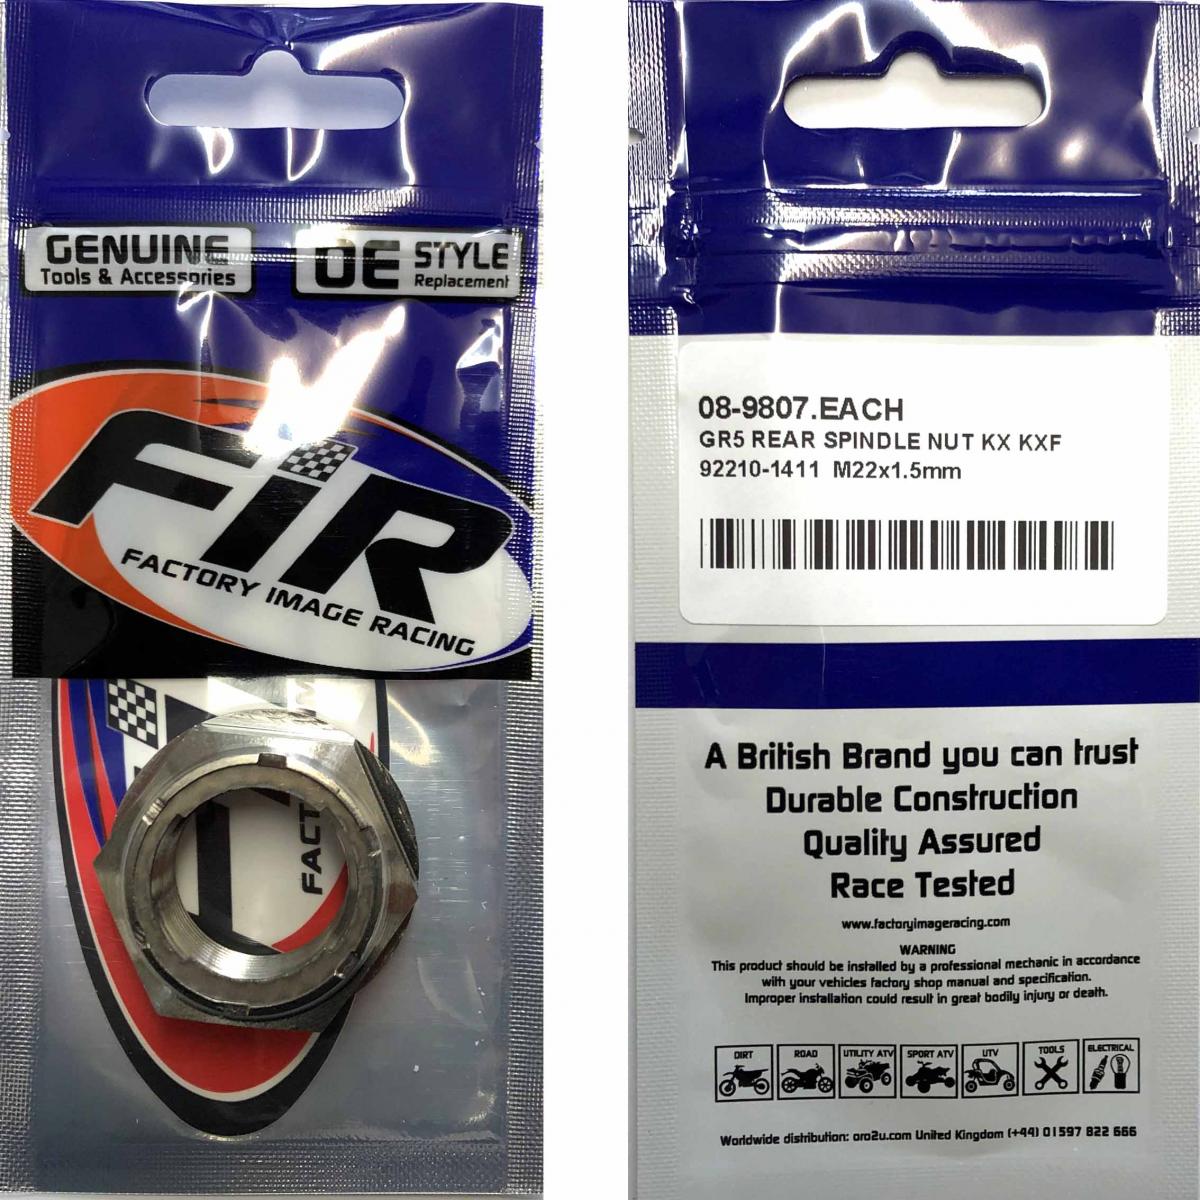 GENUINE
Tools & Accessories
OE STYLE
Replacement
FiR
FACTORY IMAGE RACING
FACT
08-9807.EACH
GR5 REAR SPINDLE NUT KX KXF
92210-1411 M22x1.5mm
A British Brand you can trust
Durable Construction
Quality Assured
Race Tested
www.factoryimageracing.com
WARNING
This product should be installed by a professional mechanic in accordance
with your vehicles factory shop manual and specification.
Improper installation could result in great bodily injury or death.
DIRT ROAD UTILITY ATV SPORT ATV UTV TOOLS ELECTRICAL
Worldwide distribution: oro2u.com United Kingdom (+44) 01597 822 666